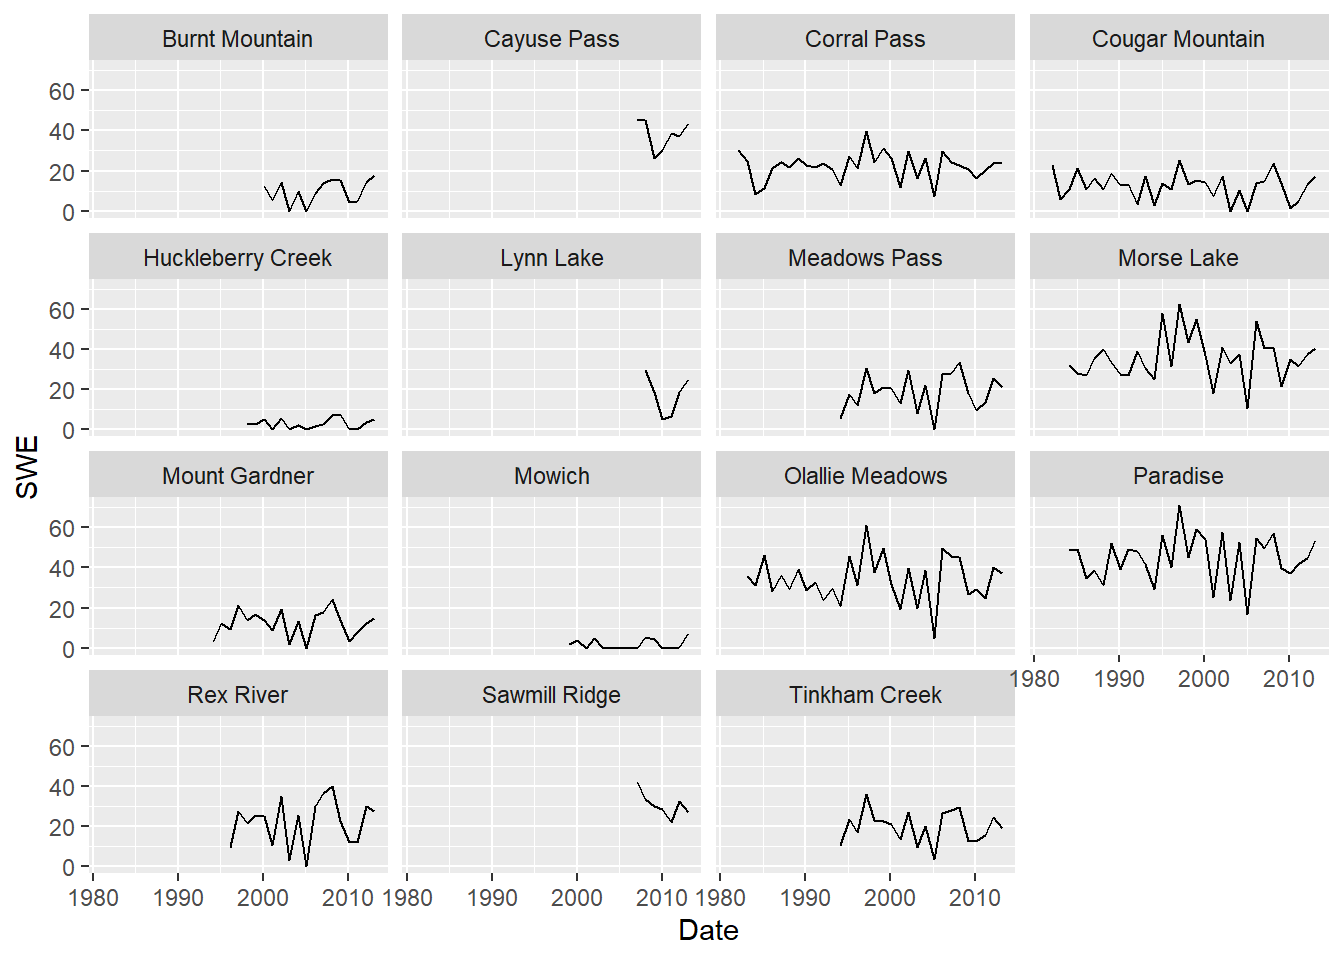 Burnt Mountain Cayuse Pass Corral Pass Cougar Mountain
60
40
20
0
Huckleberry Creek Lynn Lake Meadows Pass Morse Lake
60
40
20
0
SWE
Mount Gardner Mowich Olallie Meadows Paradise
60
40
20
0
1980 1990 2000 2010
Rex River Sawmill Ridge Tinkham Creek
60
40
20
0
1980 1990 2000 2010 1980 1990 2000 2010 1980 1990 2000 2010
Date